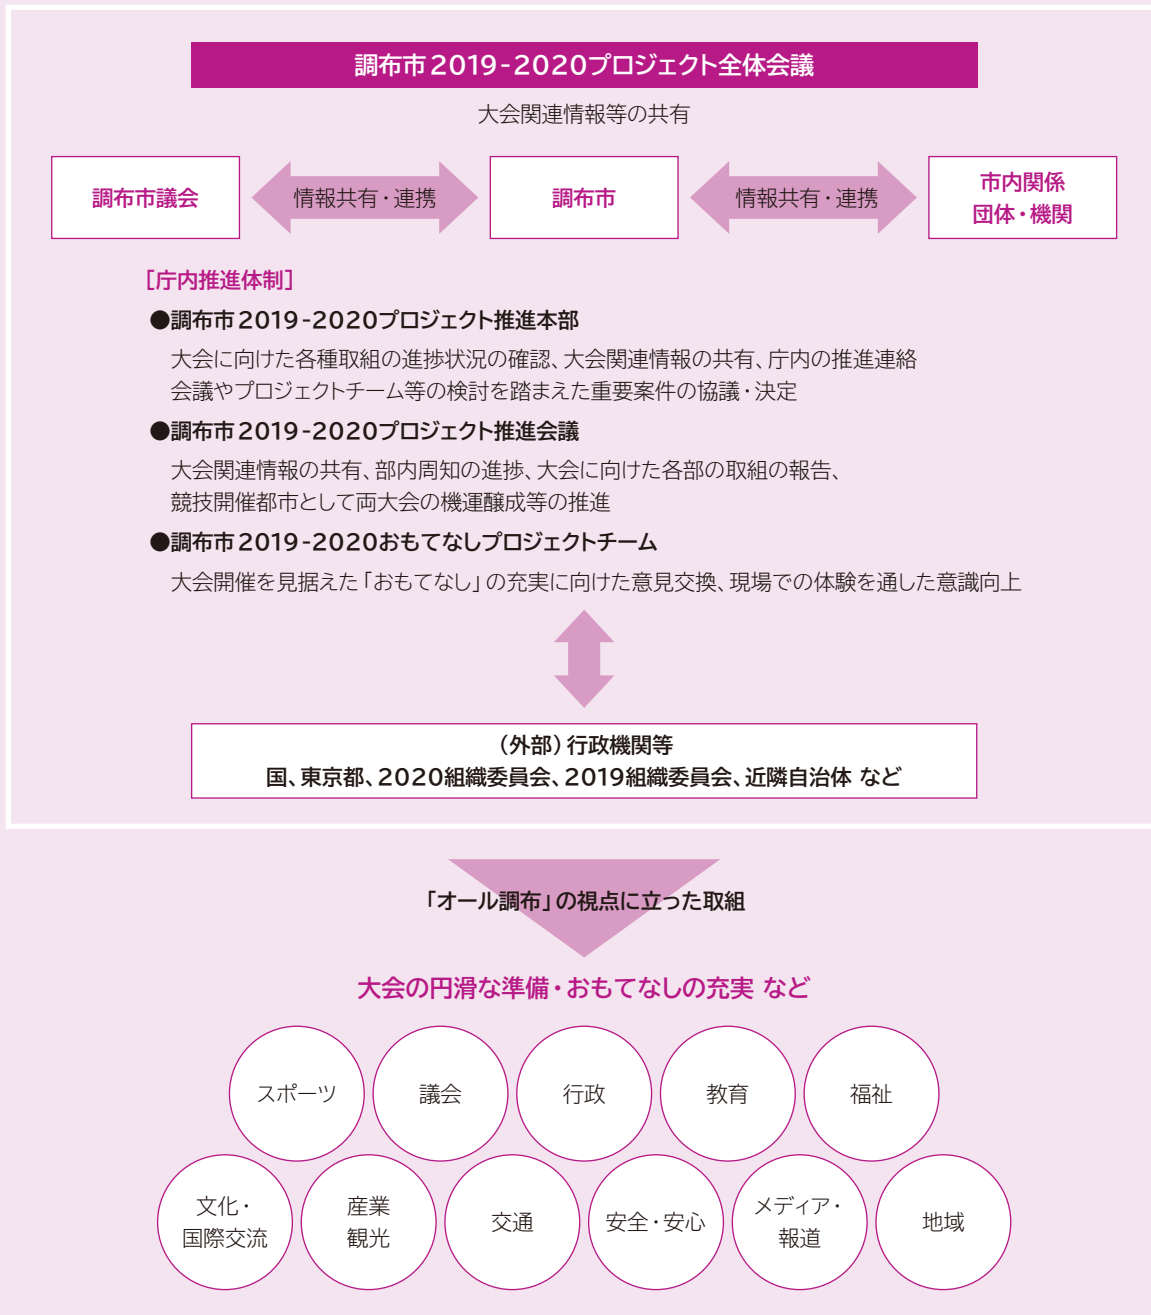 調布市2019-2020プロジェクト全体会議
大会関連情報等の共有
調布市議会
情報共有・連携
調布市
情報共有・連携
市内関係
団体・機関
［庁内推進体制］
●調布市2019-2020プロジェクト推進本部
大会に向けた各種取組の進捗状況の確認、大会関連情報の共有、庁内の推進連絡
会議やプロジェクトチーム等の検討を踏まえた重要案件の協議・決定
●調布市2019-2020プロジェクト推進会議
大会関連情報の共有、部内周知の進捗、大会に向けた各部の取組の報告、
競技開催都市として両大会の機運醸成等の推進
●調布市2019-2020おもてなしプロジェクトチーム
大会開催を見据えた「おもてなし」の充実に向けた意見交換、現場での体験を通した意識向上
（外部）行政機関等
国、東京都、2020組織委員会、2019組織委員会、近隣自治体 など
「オール調布」の視点に立った取組
大会の円滑な準備・おもてなしの充実 など
スポーツ
議会
行政
教育
福祉
文化・
国際交流
産業
観光
交通
安全・安心
メディア・
報道
地域